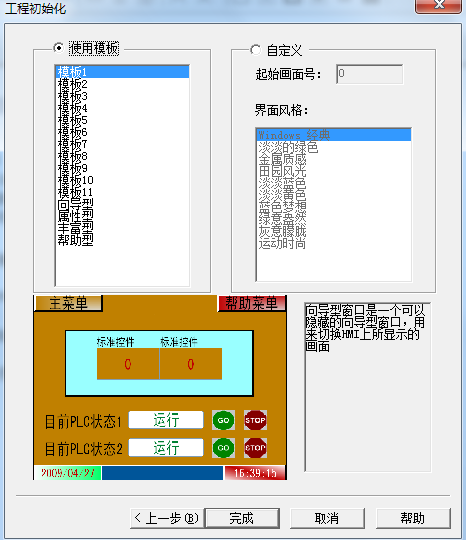 工程初始化
使用模板
模板1
模板2
模板3
模板4
模板5
模板6
模板7
模板8
模板9
模板10
模板11
向导型
属性型
丰富型
帮助型
自定义
起始画面号： 0
界面风格：
Windows 经典
淡淡的绿色
金属质感
田园风光
淡淡蓝色
淡淡黄色
蓝色梦想
绿意盎然
灰意朦胧
运动时尚
主菜单 帮助菜单
标准控件 标准控件
0 0
目前PLC状态1 运行 GO STOP
目前PLC状态2 运行 GO STOP
2009/04/27 16:39:15
向导型窗口是一个可以
隐藏的向导型窗口，用
来切换HMI上所显示的
画面
< 上一步(B) 完成 取消 帮助